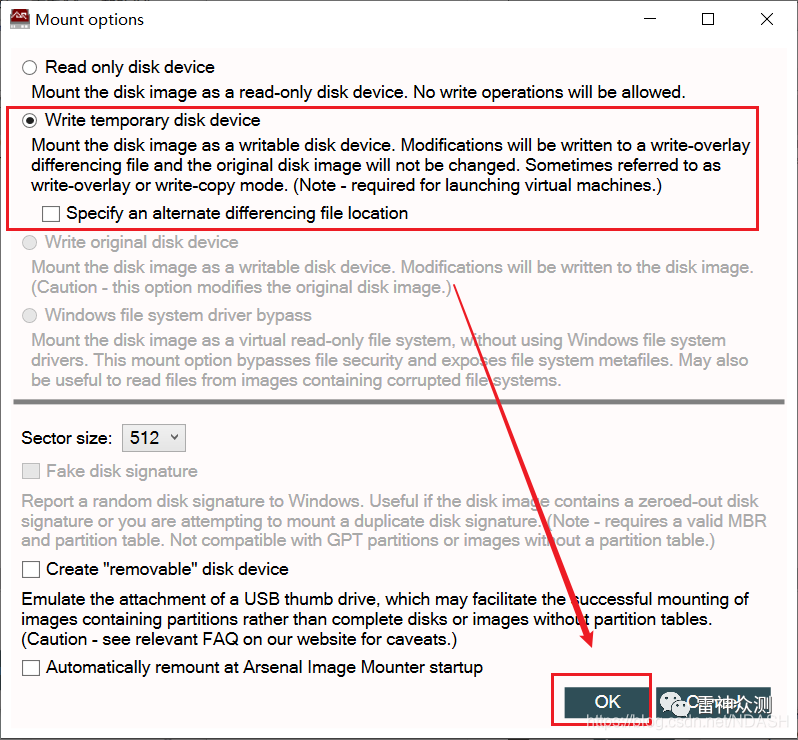 Mount options
Read only disk device
Mount the disk image as a read-only disk device. No write operations will be allowed.
Write temporary disk device
Mount the disk image as a writable disk device. Modifications will be written to a write-overlay
differencing file and the original disk image will not be changed. Sometimes referred to as
write-overlay or write-copy mode. (Note - required for launching virtual machines.)
Specify an alternate differencing file location
Write original disk device
Mount the disk image as a writable disk device. Modifications will be written to the disk image.
(Caution - this option modifies the original disk image.)
Windows file system driver bypass
Mount the disk image as a virtual read-only file system, without using Windows file system
drivers. This mount option bypasses file security and exposes file system metafiles. May also
be useful to read files from images containing corrupted file systems.
Sector size: 512
Fake disk signature
Report a random disk signature to Windows. Useful if the disk image contains a zeroed-out disk
signature or you are attempting to mount a duplicate disk signature. (Note - requires a valid MBR
and partition table. Not compatible with GPT partitions or images without a partition table.)
Create "removable" disk device
Emulate the attachment of a USB thumb drive, which may facilitate the successful mounting of
images containing partitions rather than complete disks or images without partition tables.
(Caution - see relevant FAQ on our website for caveats.)
Automatically remount at Arsenal Image Mounter startup
OK
雷神众测
https://blog.csdn.net/NDASH